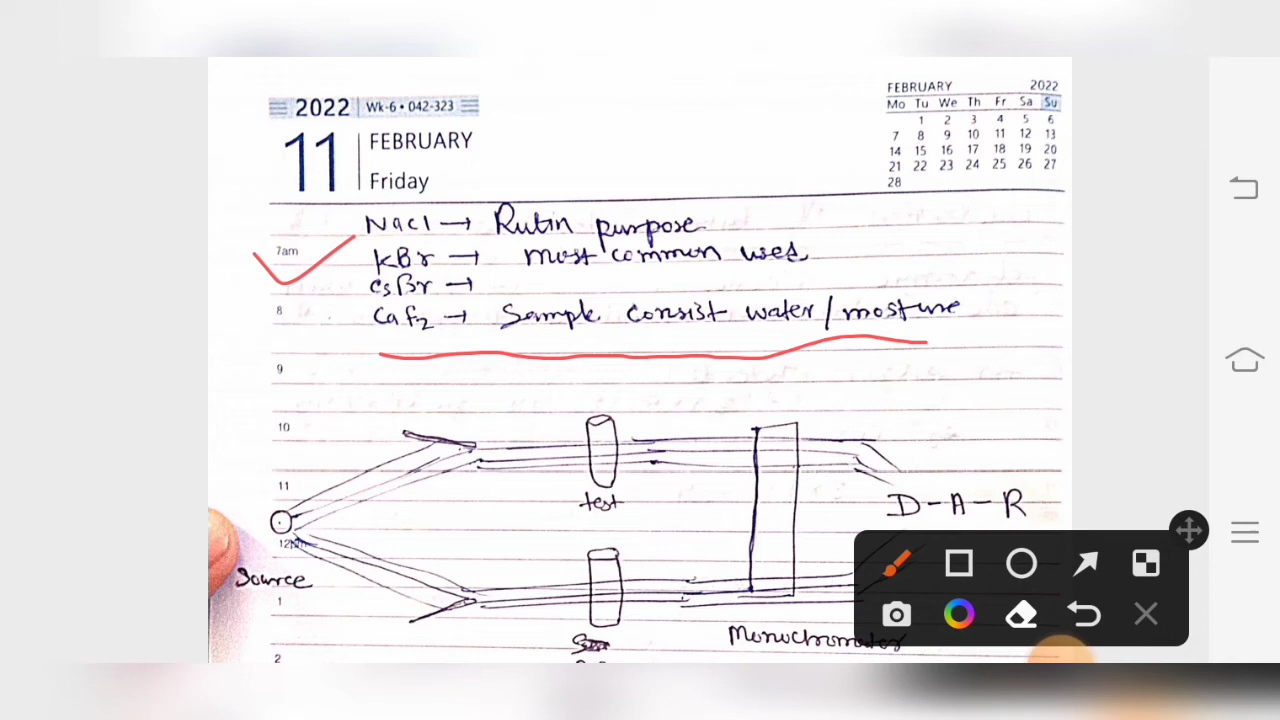 2022 Wk-6 • 042-323
11 FEBRUARY
Friday
FEBRUARY 2022
Mo Tu We Th Fr Sa Su
1 2 3 4 5 6
7 8 9 10 11 12 13
14 15 16 17 18 19 20
21 22 23 24 25 26 27
28
NaCl → Rutin purpose
7am
KBr → most common used
CsBr →
8
CaF2 → Sample consist water/mosture
9
10
11
test
D-A-R
12
Source
1
Monochromator
2